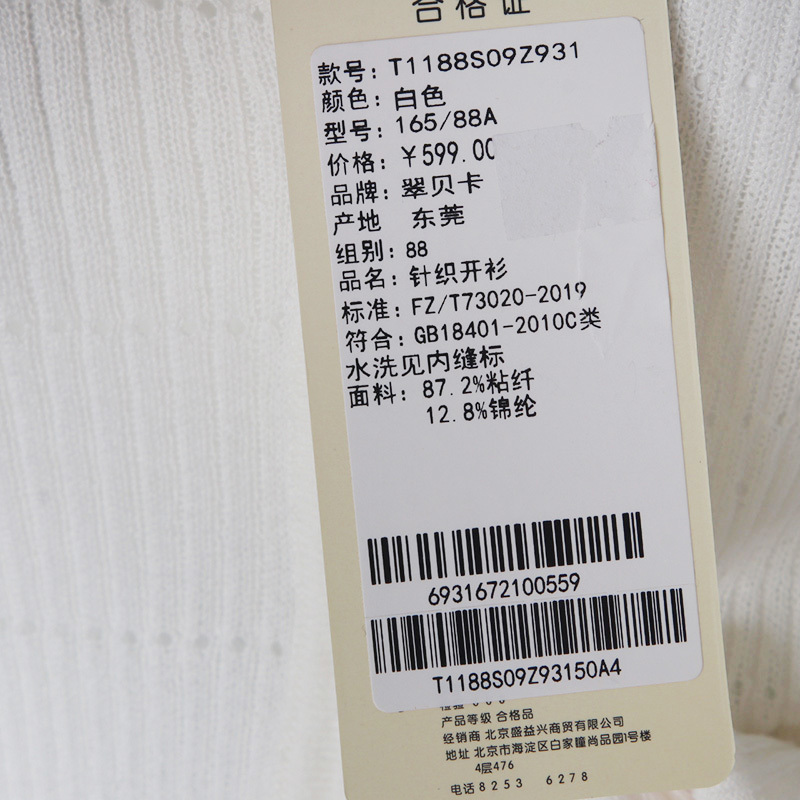 合格证
款号: T1188S09Z931
颜色: 白色
型号: 165/88A
价格: ¥599.00
品牌: 翠贝卡
产地 东莞
组别: 88
品名: 针织开衫
标准: FZ/T73020-2019
符合: GB18401-2010C类
水洗见内缝标
面料: 87.2%粘纤
12.8%锦纶
6931672100559
T1188S09Z93150A4
产品等级 合格品
经销商 北京盛益兴商贸有限公司
地址 北京市海淀区白家疃尚品园1号楼
4层476
电话 8253 6278